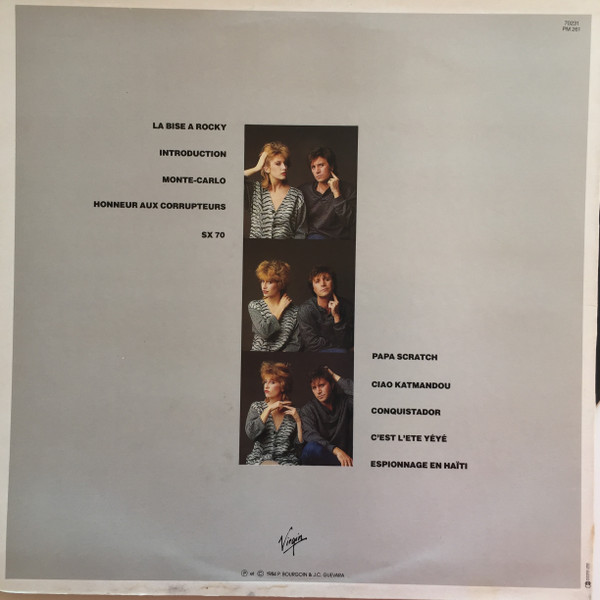 70231
PM 261
LA BISE A ROCKY
INTRODUCTION
MONTE-CARLO
HONNEUR AUX CORRUPTEURS
SX 70
PAPA SCRATCH
CIAO KATMANDOU
CONQUISTADOR
C'EST L'ETE YÉYÉ
ESPIONNAGE EN HAÏTI
Virgin
Ⓟ et © 1984 P. BOURGOIN & J.C. GUEVARA